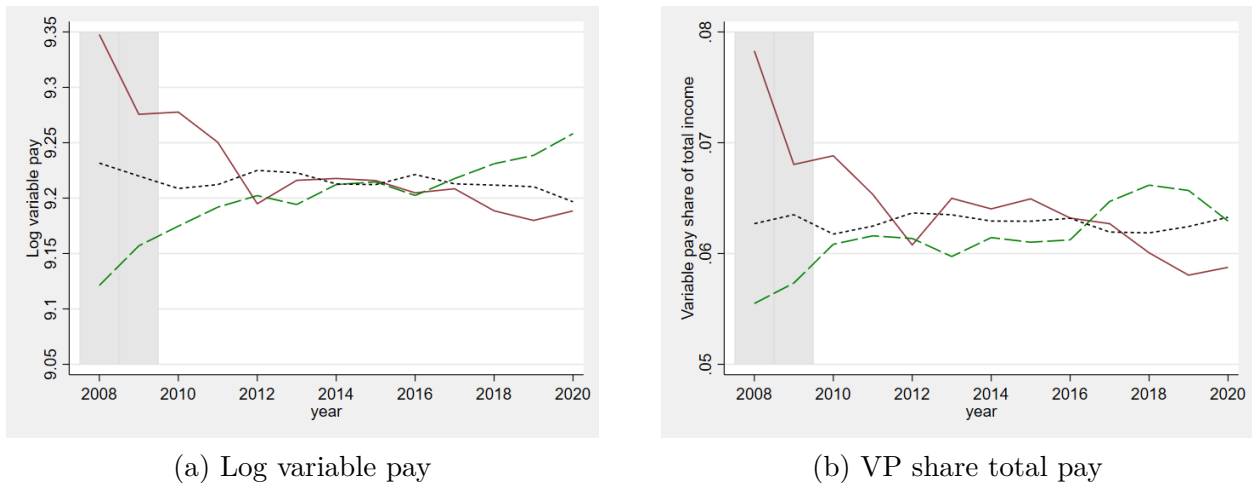 Log variable pay
9.35
9.3
9.25
9.2
9.15
9.1
9.05
2008 2010 2012 2014 2016 2018 2020
year
(a) Log variable pay
Variable pay share of total income
.08
.07
.06
.05
2008 2010 2012 2014 2016 2018 2020
year
(b) VP share total pay